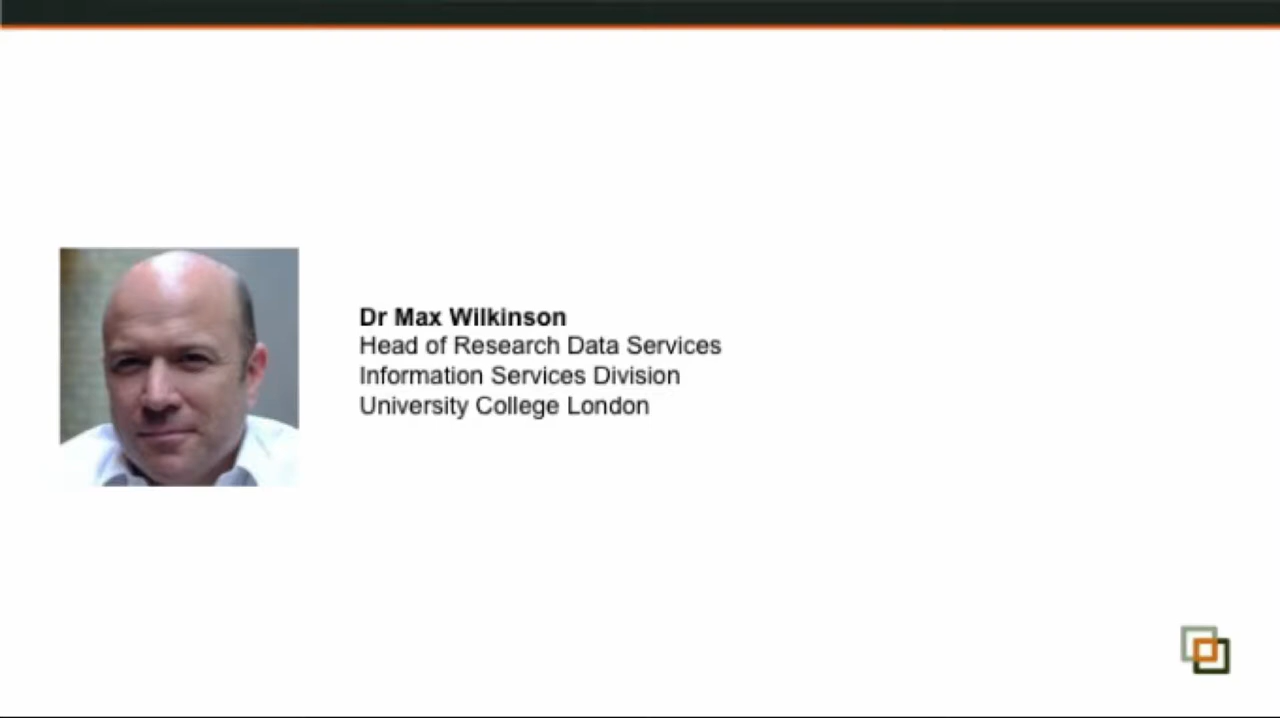 Dr Max Wilkinson
Head of Research Data Services
Information Services Division
University College London